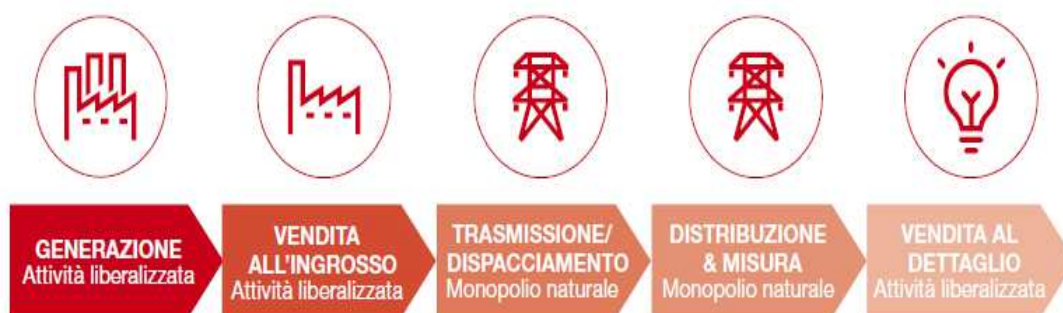 GENERAZIONE
Attività liberalizzata
VENDITA
ALL'INGROSSO
Attività liberalizzata
TRASMISSIONE/
DISPACCIAMENTO
Monopolio naturale
DISTRIBUZIONE
& MISURA
Monopolio naturale
VENDITA AL
DETTAGLIO
Attività liberalizzata